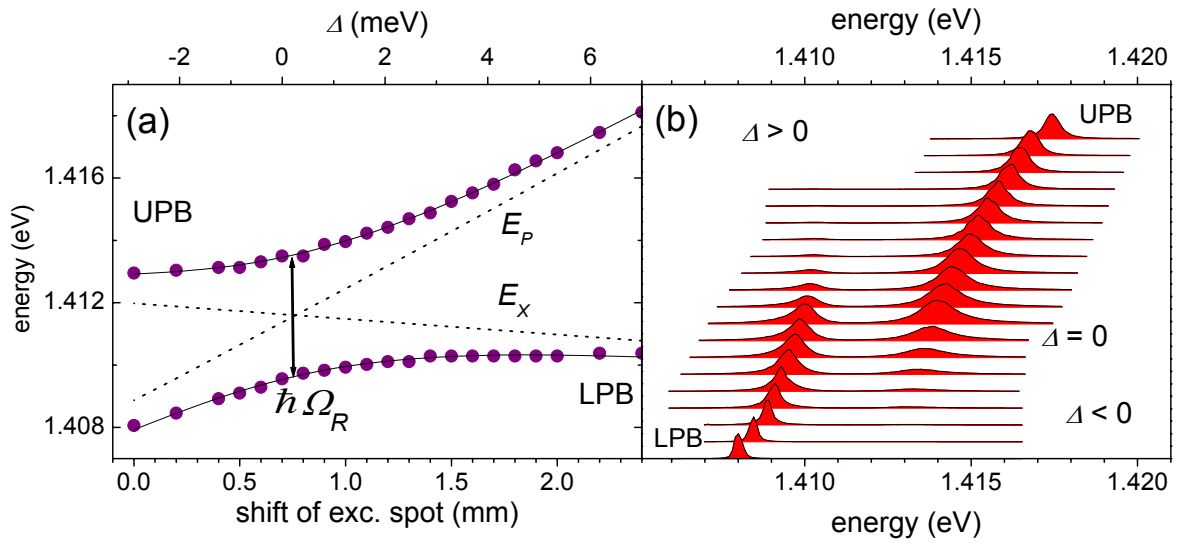 Δ (meV)
-2 0 2 4 6
(a)
UPB
E_P
E_X
ℏΩ_R
LPB
energy (eV)
1.416
1.412
1.408
0.0 0.5 1.0 1.5 2.0
shift of exc. spot (mm)
energy (eV)
1.410 1.415 1.420
(b)
Δ > 0
UPB
Δ = 0
Δ < 0
LPB
1.410 1.415 1.420
energy (eV)